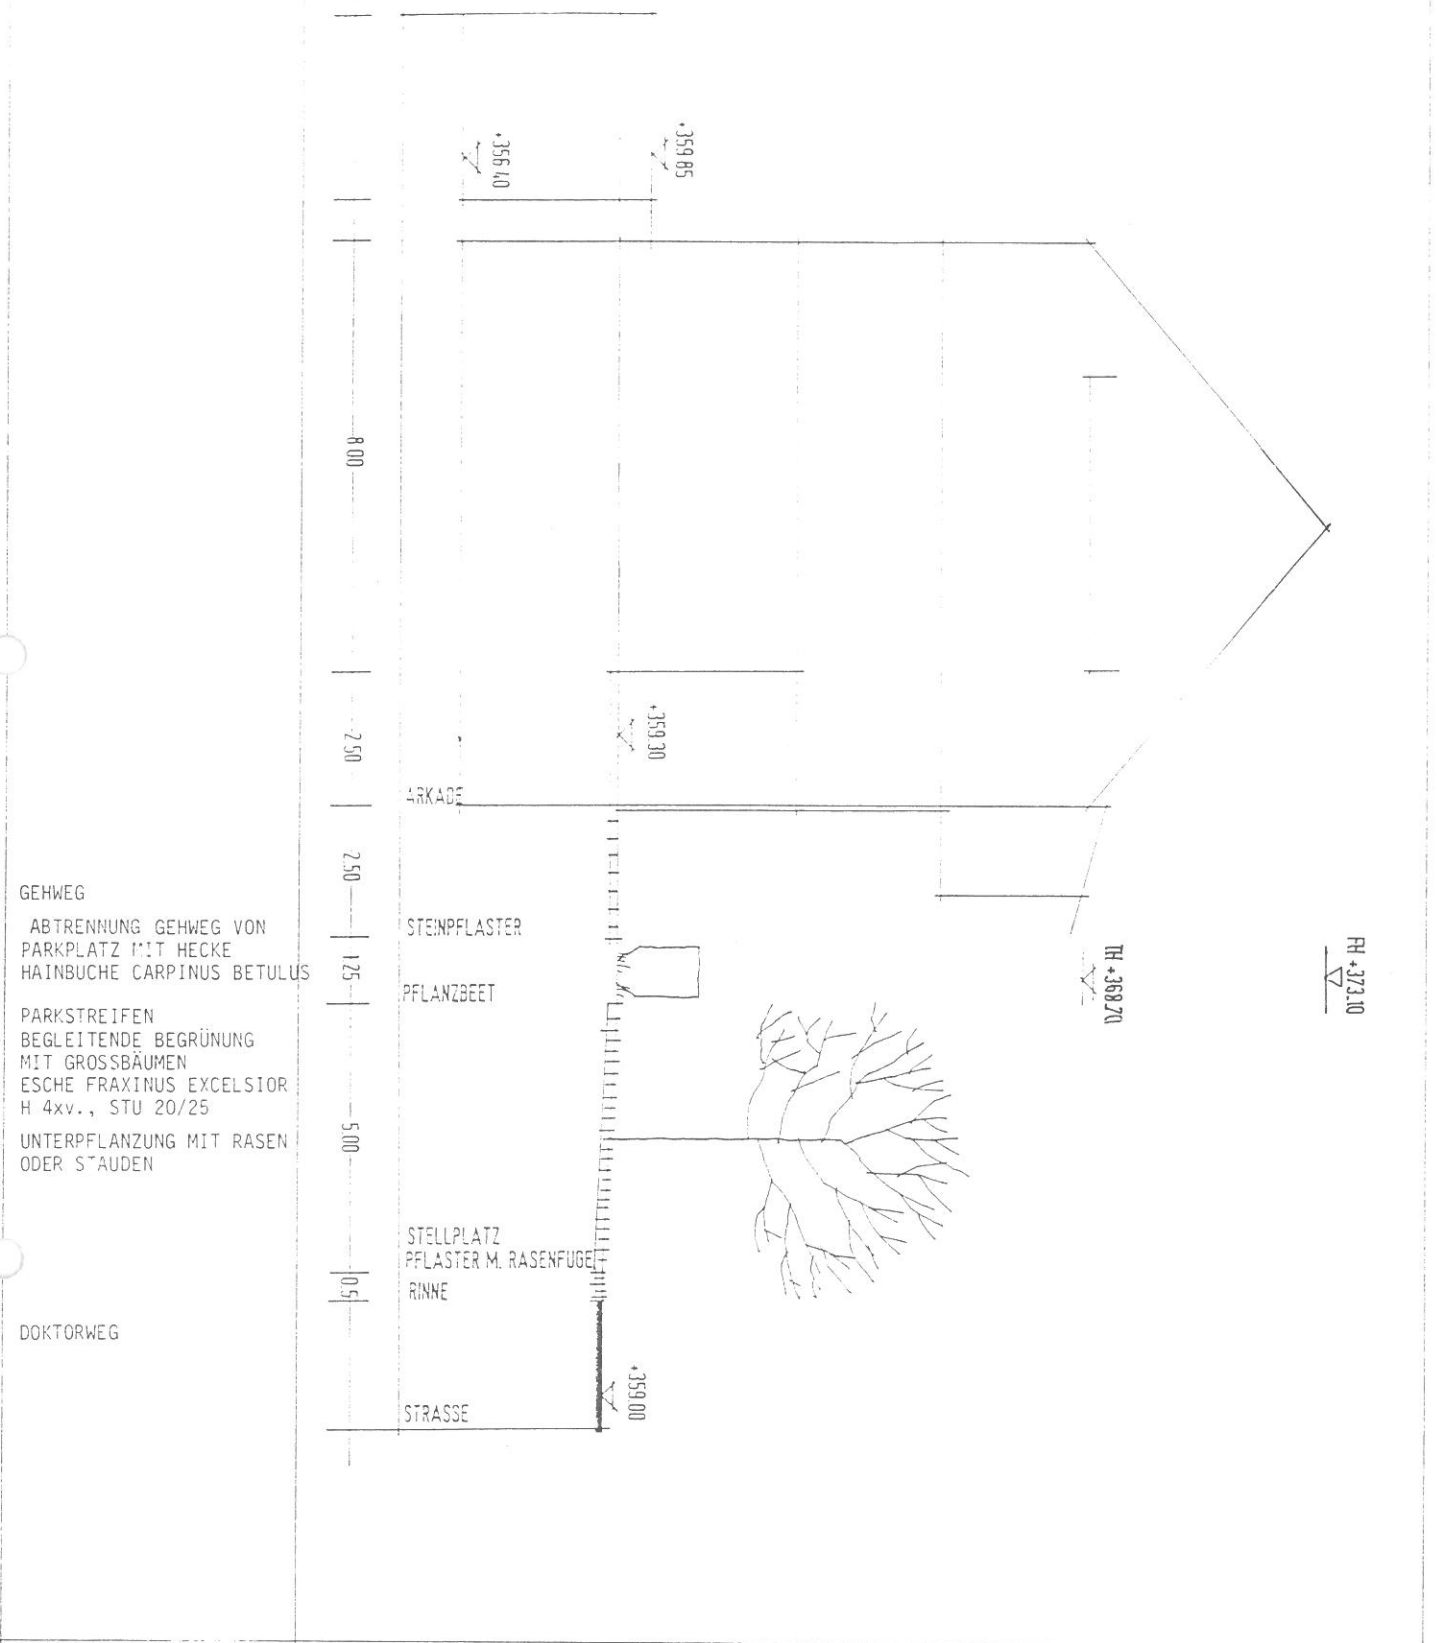 +356.40
+359.85
8.00
2.50
+359.30
ARKADE
2.50
GEHWEG
ABTRENNUNG GEHWEG VON
PARKPLATZ MIT HECKE
HAINBUCHE CARPINUS BETULUS
STEINPFLASTER
1.25
PFLANZBEET
TH +368.70
FH +373.10
PARKSTREIFEN
BEGLEITENDE BEGRÜNUNG
MIT GROSSBÄUMEN
ESCHE FRAXINUS EXCELSIOR
H 4xv., STU 20/25
UNTERPFLANZUNG MIT RASEN
ODER STAUDEN
5.00
STELLPLATZ
PFLASTER M. RASENFUGE
0.5
RINNE
DOKTORWEG
+359.00
STRASSE